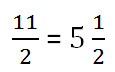 11/2 = 5 1/2